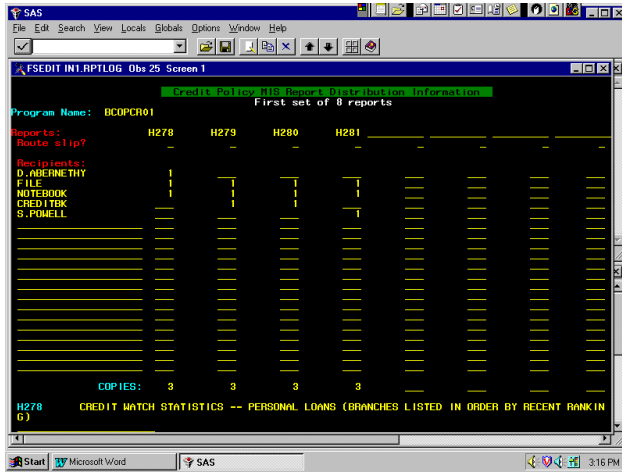 SAS
File Edit Search View Locals Globals Options Window Help
FSEDIT IN1.RPTLOG Obs 25 Screen 1
Credit Policy MIS Report Distribution Information
First set of 8 reports
Program Name: BCOPCR01
Reports: H278 H279 H280 H281
Route slip?
Recipients:
D.ABERNETHY 1
FILE 1 1 1 1
NOTEBOOK 1 1 1 1
CREDITBK 1 1
S.POWELL 1
COPIES: 3 3 3 3
H278 CREDIT WATCH STATISTICS -- PERSONAL LOANS (BRANCHES LISTED IN ORDER BY RECENT RANKIN
G)
Start Microsoft Word SAS 3:16 PM